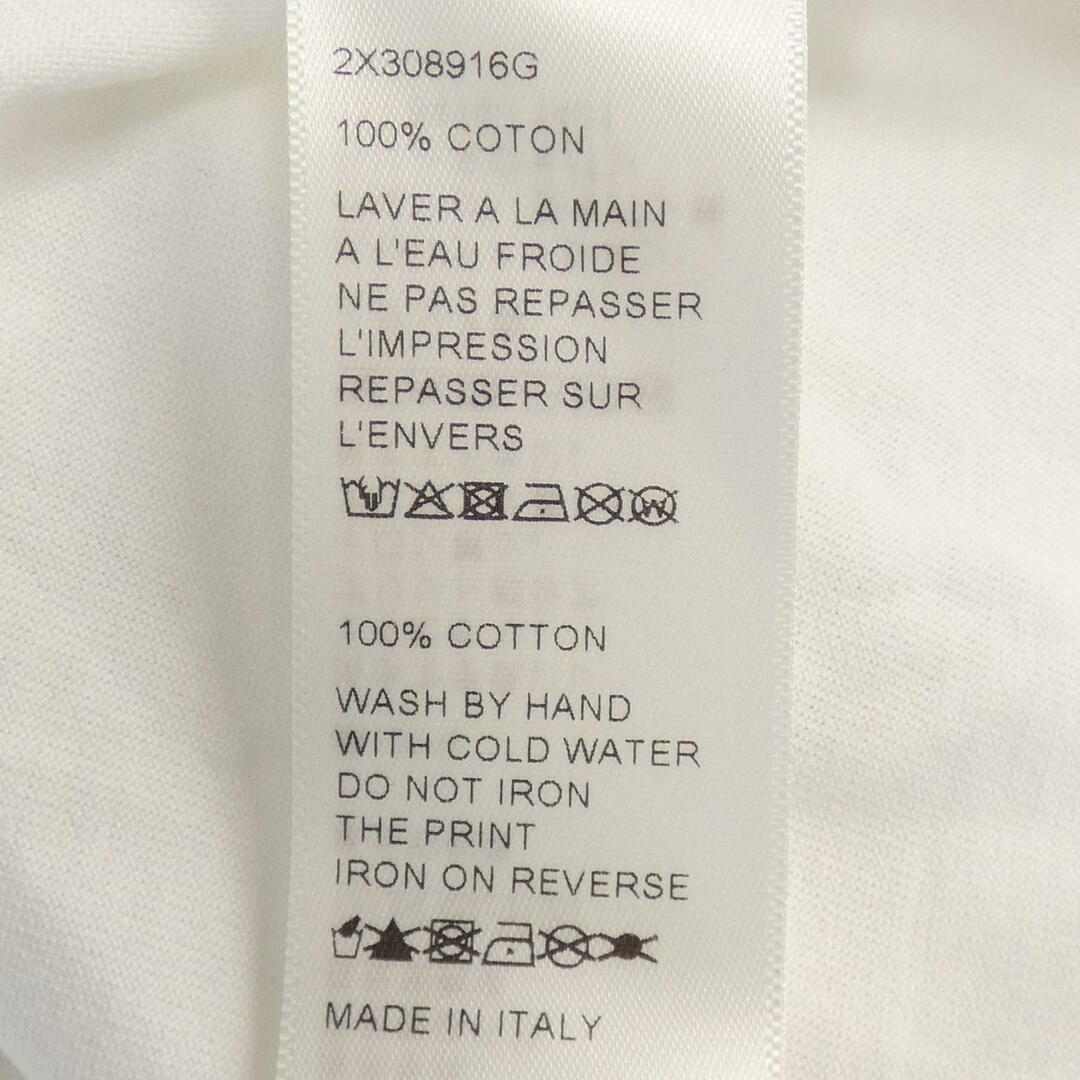 2X308916G
100% COTON
LAVER A LA MAIN
A L'EAU FROIDE
NE PAS REPASSER
L'IMPRESSION
REPASSER SUR
L'ENVERS
W
100% COTTON
WASH BY HAND
WITH COLD WATER
DO NOT IRON
THE PRINT
IRON ON REVERSE
MADE IN ITALY